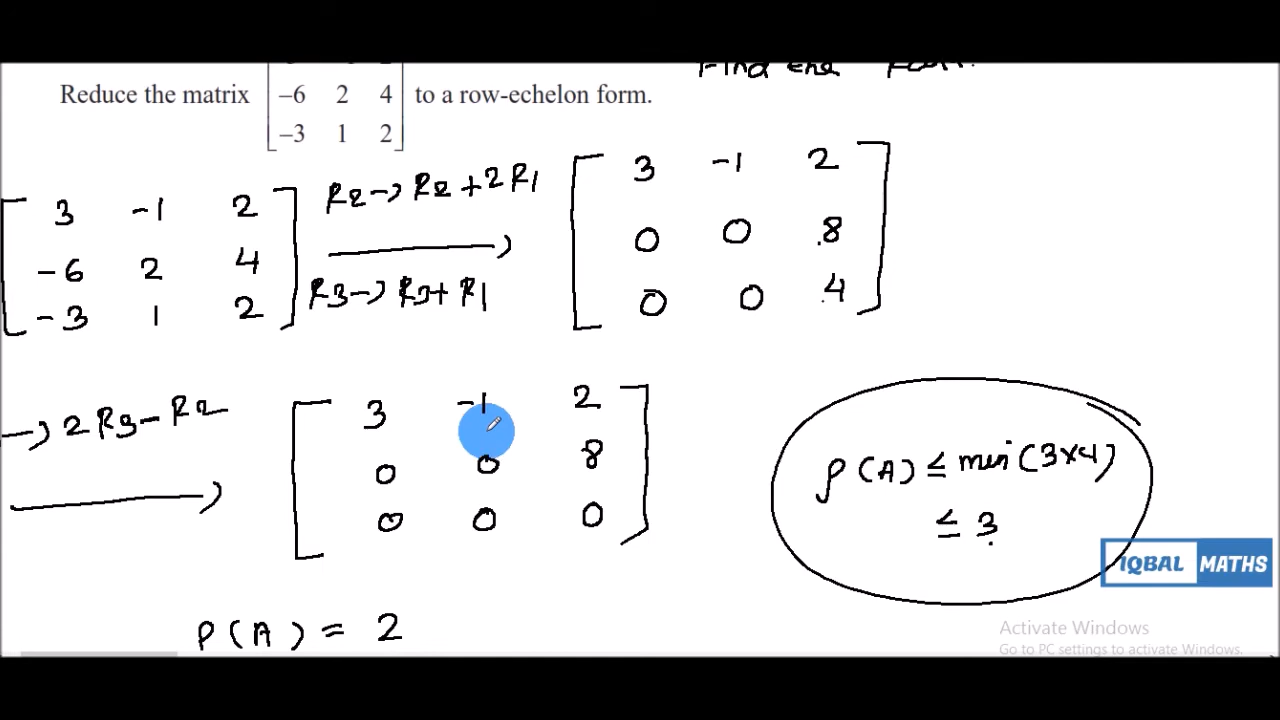 Find the
Reduce the matrix
–6 2 4
–3 1 2
to a row-echelon form.
3 -1 2
-6 2 4
-3 1 2
R2→ R2 +2R1
R3→ R3+ R1
3 -1 2
0 0 8
0 0 4
→ 2R3-R2
3 -1 2
0 0 8
0 0 0
ρ(A) ≤ min(3x4)
≤ 3
ρ(A) = 2
IQBAL MATHS
Activate Windows
Go to PC settings to activate Windows.